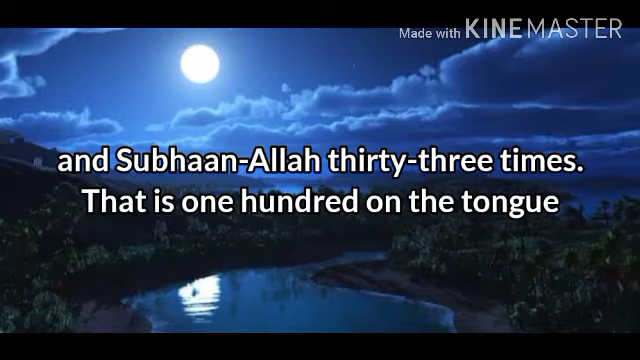 Made with KINEMASTER
and Subhaan-Allah thirty-three times.
That is one hundred on the tongue